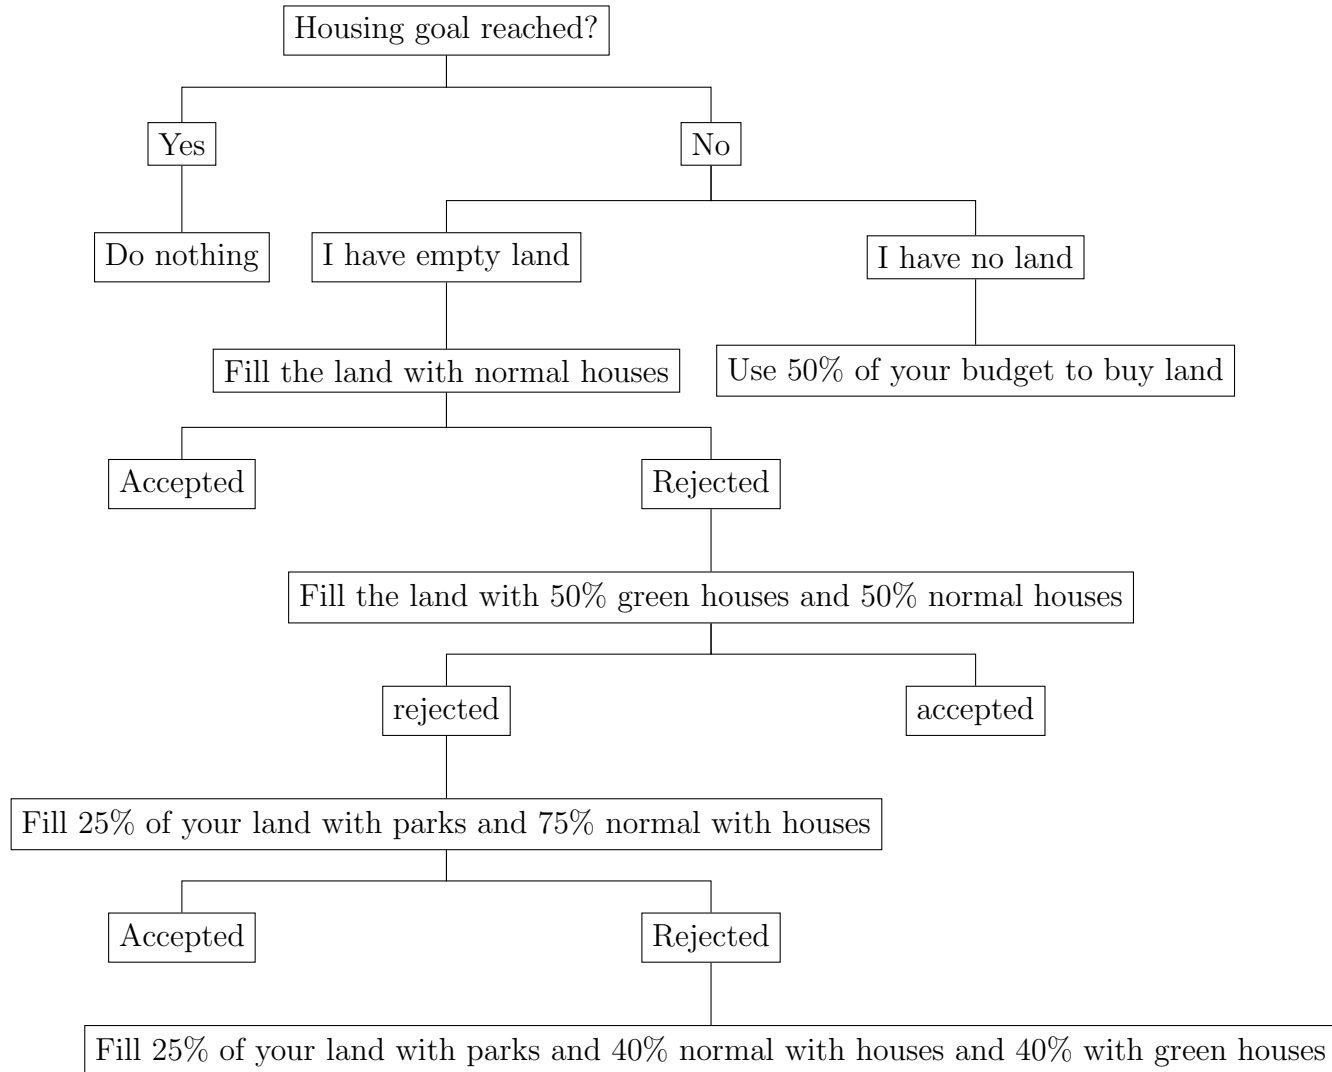 Housing goal reached?
Yes
No
Do nothing
I have empty land
I have no land
Fill the land with normal houses
Use 50% of your budget to buy land
Accepted
Rejected
Fill the land with 50% green houses and 50% normal houses
rejected
accepted
Fill 25% of your land with parks and 75% normal with houses
Accepted
Rejected
Fill 25% of your land with parks and 40% normal with houses and 40% with green houses